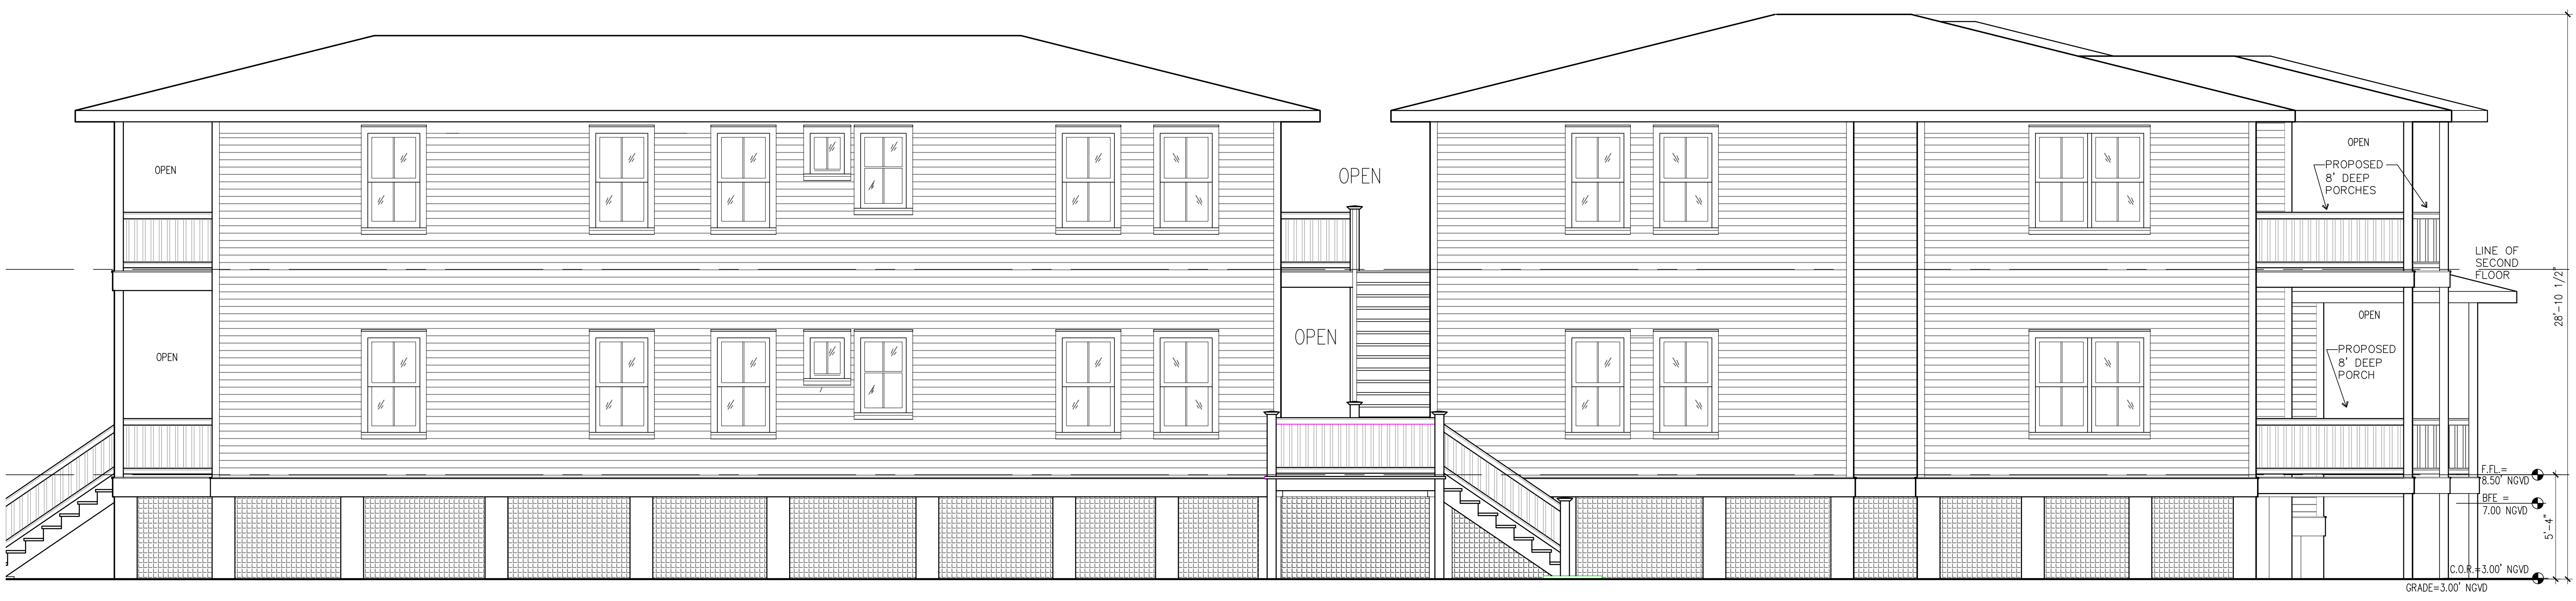 OPEN
OPEN
OPEN
OPEN
OPEN
PROPOSED
8' DEEP
PORCHES
LINE OF
SECOND
FLOOR
OPEN
PROPOSED
8' DEEP
PORCH
28'-10 1/2"
F.FL.=
8.50' NGVD
BFE =
7.00 NGVD
5'-4"
C.O.R.=3.00' NGVD
GRADE=3.00' NGVD